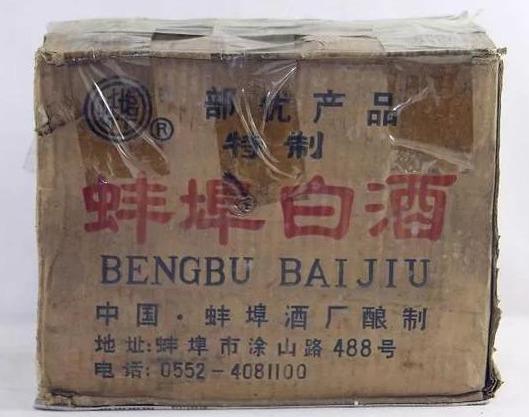 部优产品
特制
蚌埠白酒
BENGBU BAIJIU
中国·蚌埠酒厂酿制
地址:蚌埠市涂山路488号
电话:0552-4081100